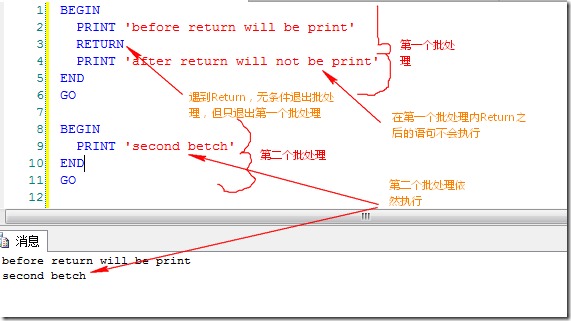 1 BEGIN
2 PRINT 'before return will be print'
3 RETURN
4 PRINT 'after return will not be print'
5 END
6 GO
7
8 BEGIN
9 PRINT 'second betch'
10 END
11 GO
12
第一个批处
理
遇到Return，无条件退出批处
理，但只退出第一个批处理
在第一个批处理内Return之
后的语句不会执行
第二个批处理
第二个批处理依
然执行
消息
before return will be print
second betch